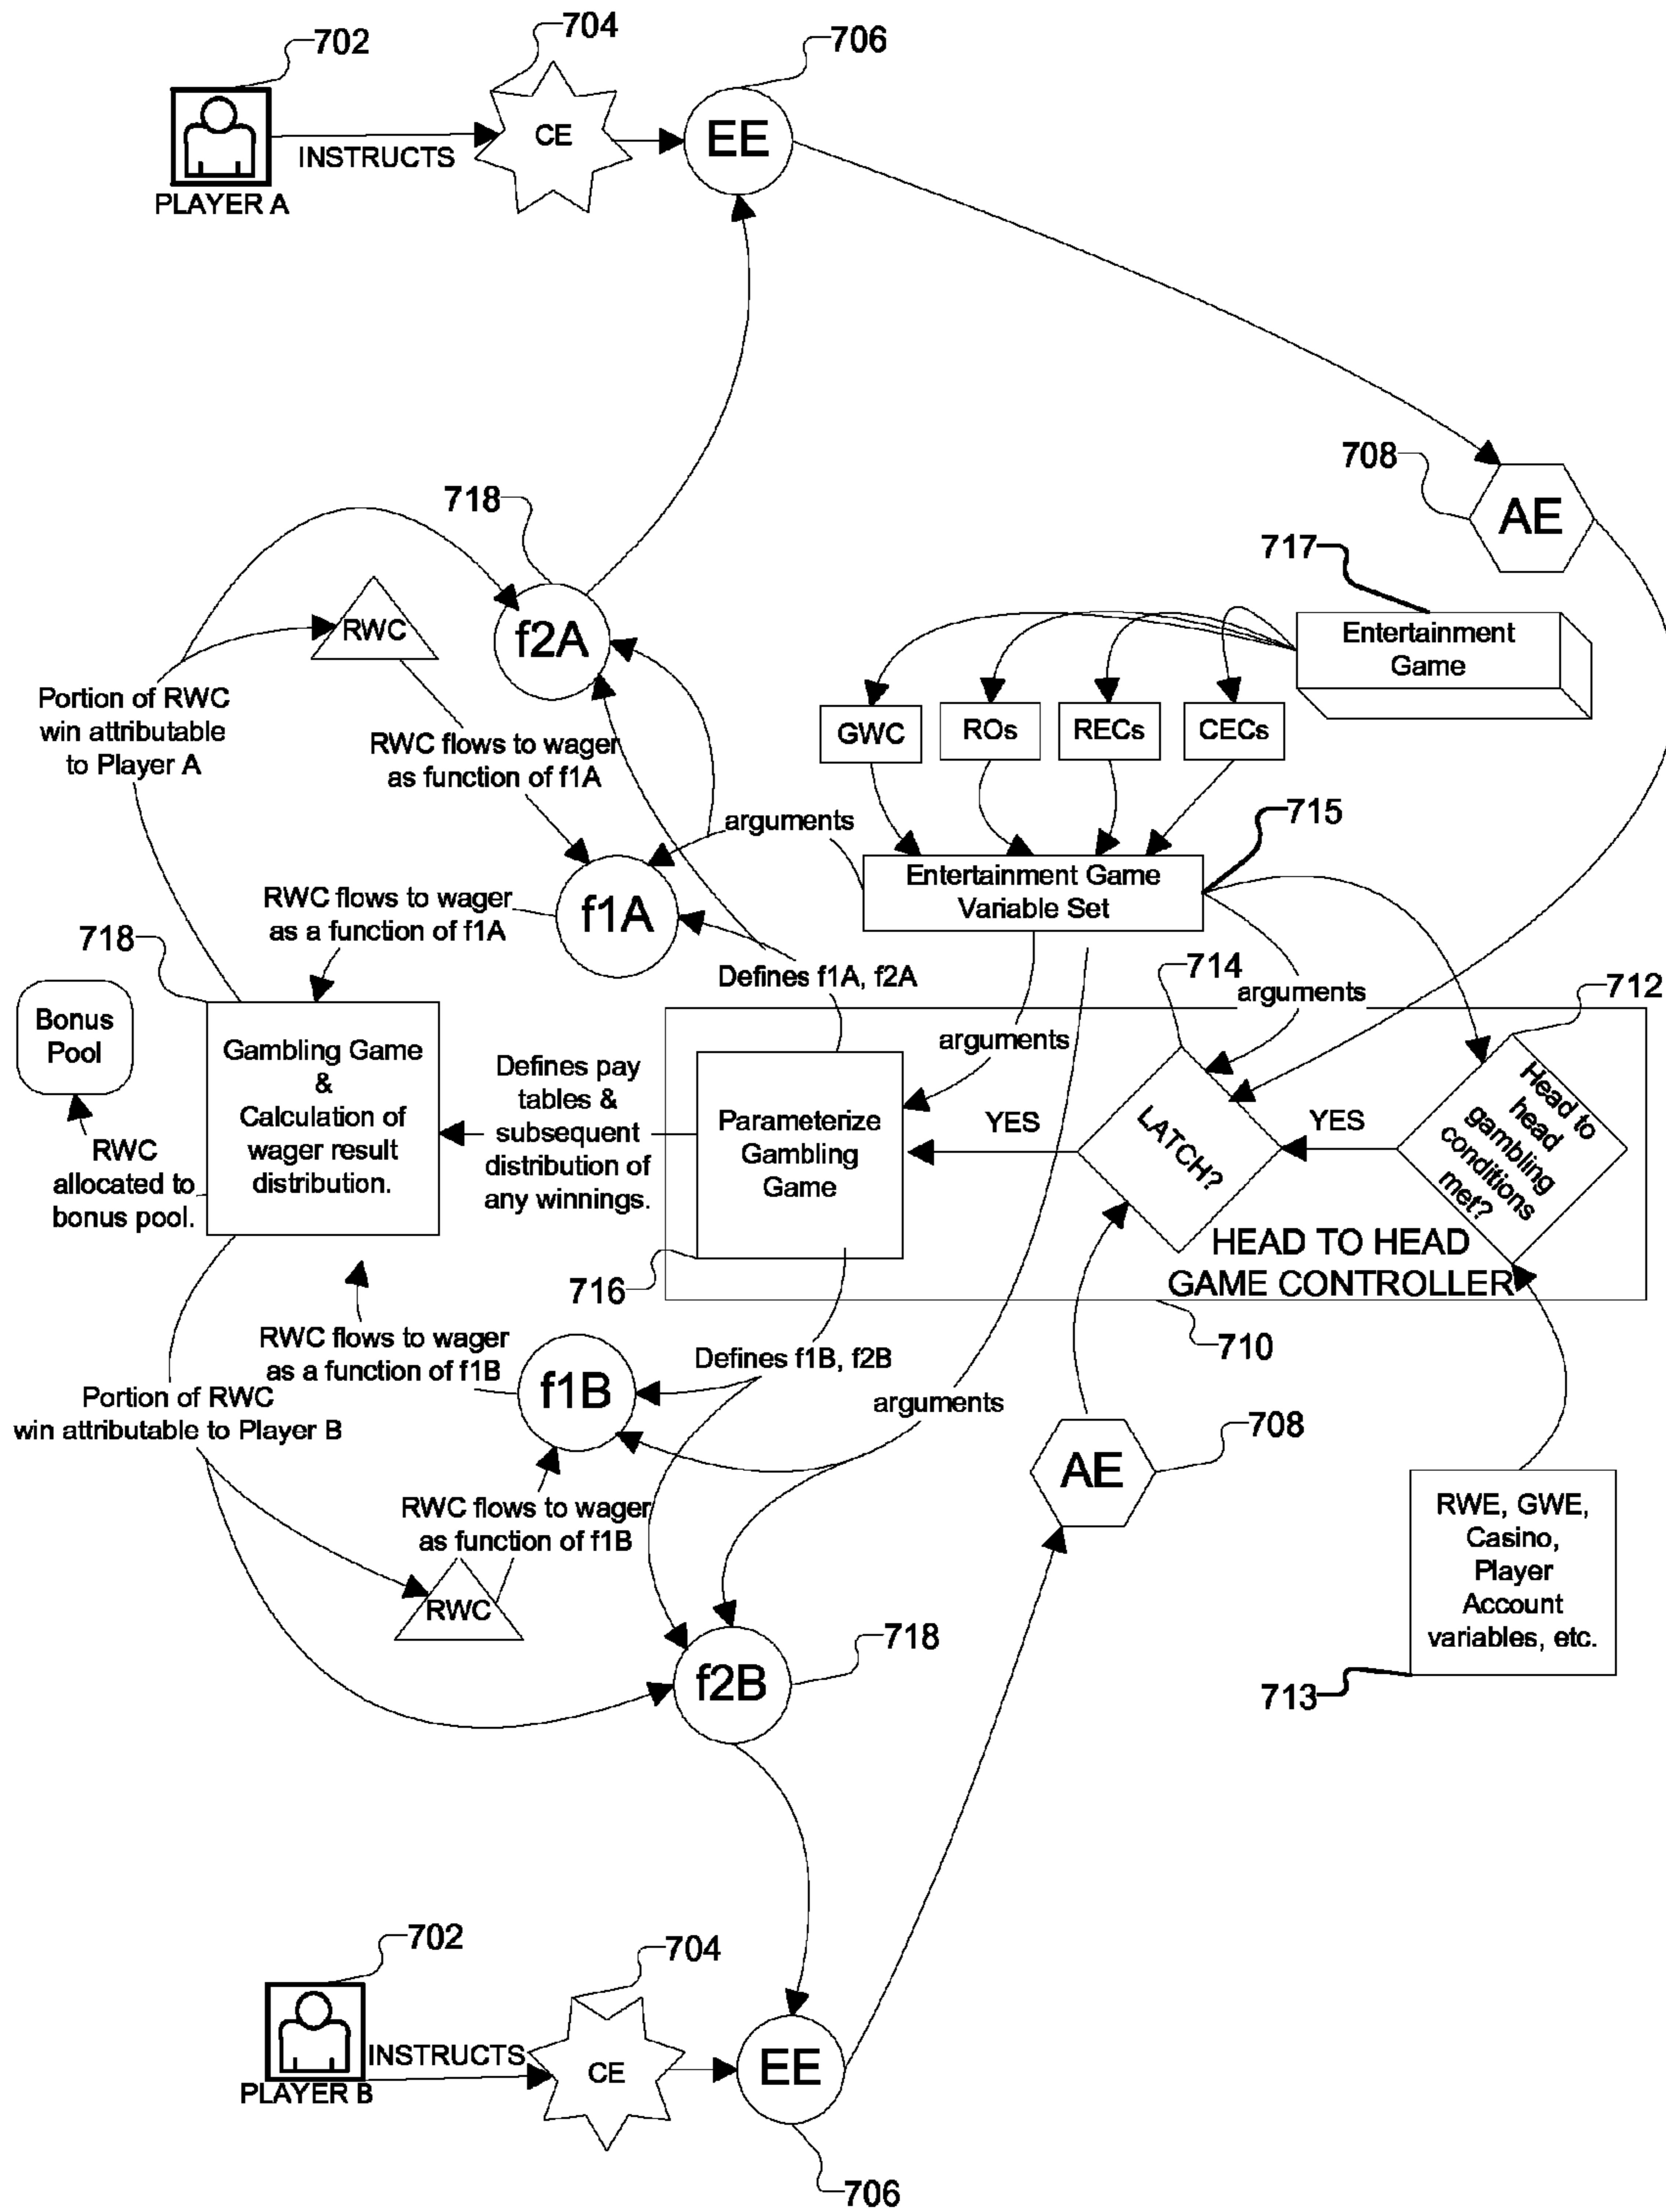 702
704
706
CE
EE
INSTRUCTS
PLAYER A
708
AE
718
717
RWC
f2A
Entertainment
Game
Portion of RWC
win attributable
to Player A
GWC
ROs
RECs
CECs
RWC flows to wager
as function of f1A
arguments
715
Entertainment Game
Variable Set
RWC flows to wager
as a function of f1A
f1A
718
Defines f1A, f2A
714
arguments
712
Bonus
Pool
Gambling Game
&
Calculation of
wager result
distribution.
Defines pay
tables &
subsequent
distribution of
any winnings.
arguments
Parameterize
Gambling
Game
YES
LATCH?
YES
Head to
head
gambling
conditions
met?
RWC
allocated to
bonus pool.
HEAD TO HEAD
GAME CONTROLLER
716
710
RWC flows to wager
as a function of f1B
f1B
Defines f1B, f2B
arguments
Portion of RWC
win attributable to Player B
708
AE
RWC flows to wager
as function of f1B
RWC
RWE, GWE,
Casino,
Player
Account
variables, etc.
718
f2B
713
702
704
INSTRUCTS
CE
EE
PLAYER B
706